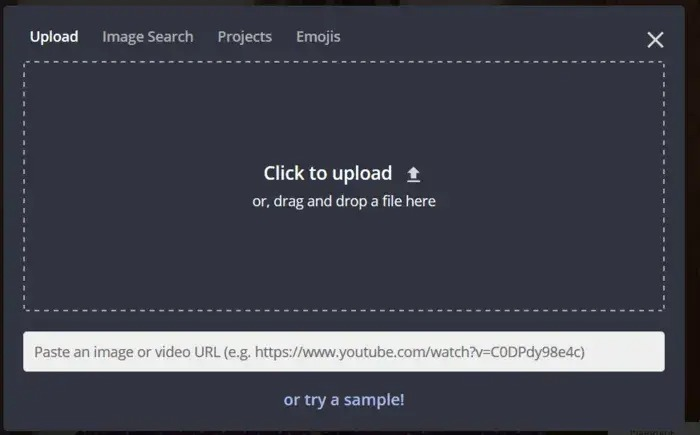 Upload Image Search Projects Emojis
Click to upload
or, drag and drop a file here
Paste an image or video URL (e.g. https://www.youtube.com/watch?v=C0DPdy98e4c)
or try a sample!